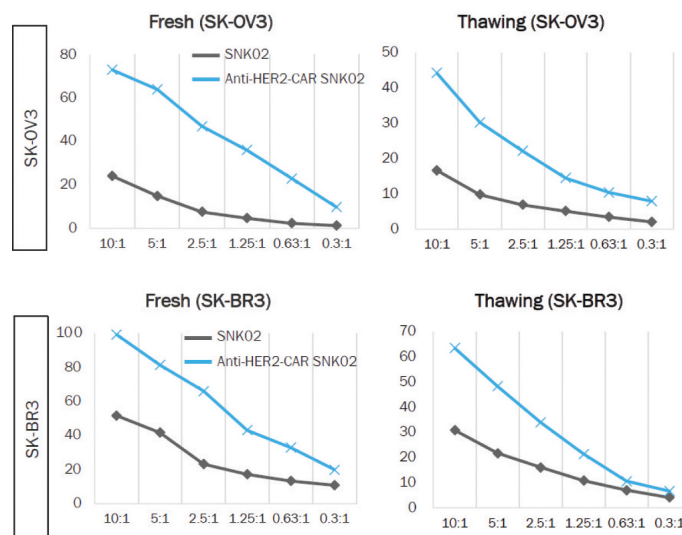 Fresh (SK-OV3)
Thawing (SK-OV3)
SK-OV3
80
60
40
20
0
SNK02
Anti-HER2-CAR SNK02
10:1 5:1 2.5:1 1.25:1 0.63:1 0.3:1
50
40
30
20
10
0
10:1 5:1 2.5:1 1.25:1 0.63:1 0.3:1
Fresh (SK-BR3)
Thawing (SK-BR3)
SK-BR3
100
80
60
40
20
0
SNK02
Anti-HER2-CAR SNK02
10:1 5:1 2.5:1 1.25:1 0.63:1 0.3:1
70
60
50
40
30
20
10
0
10:1 5:1 2.5:1 1.25:1 0.63:1 0.3:1